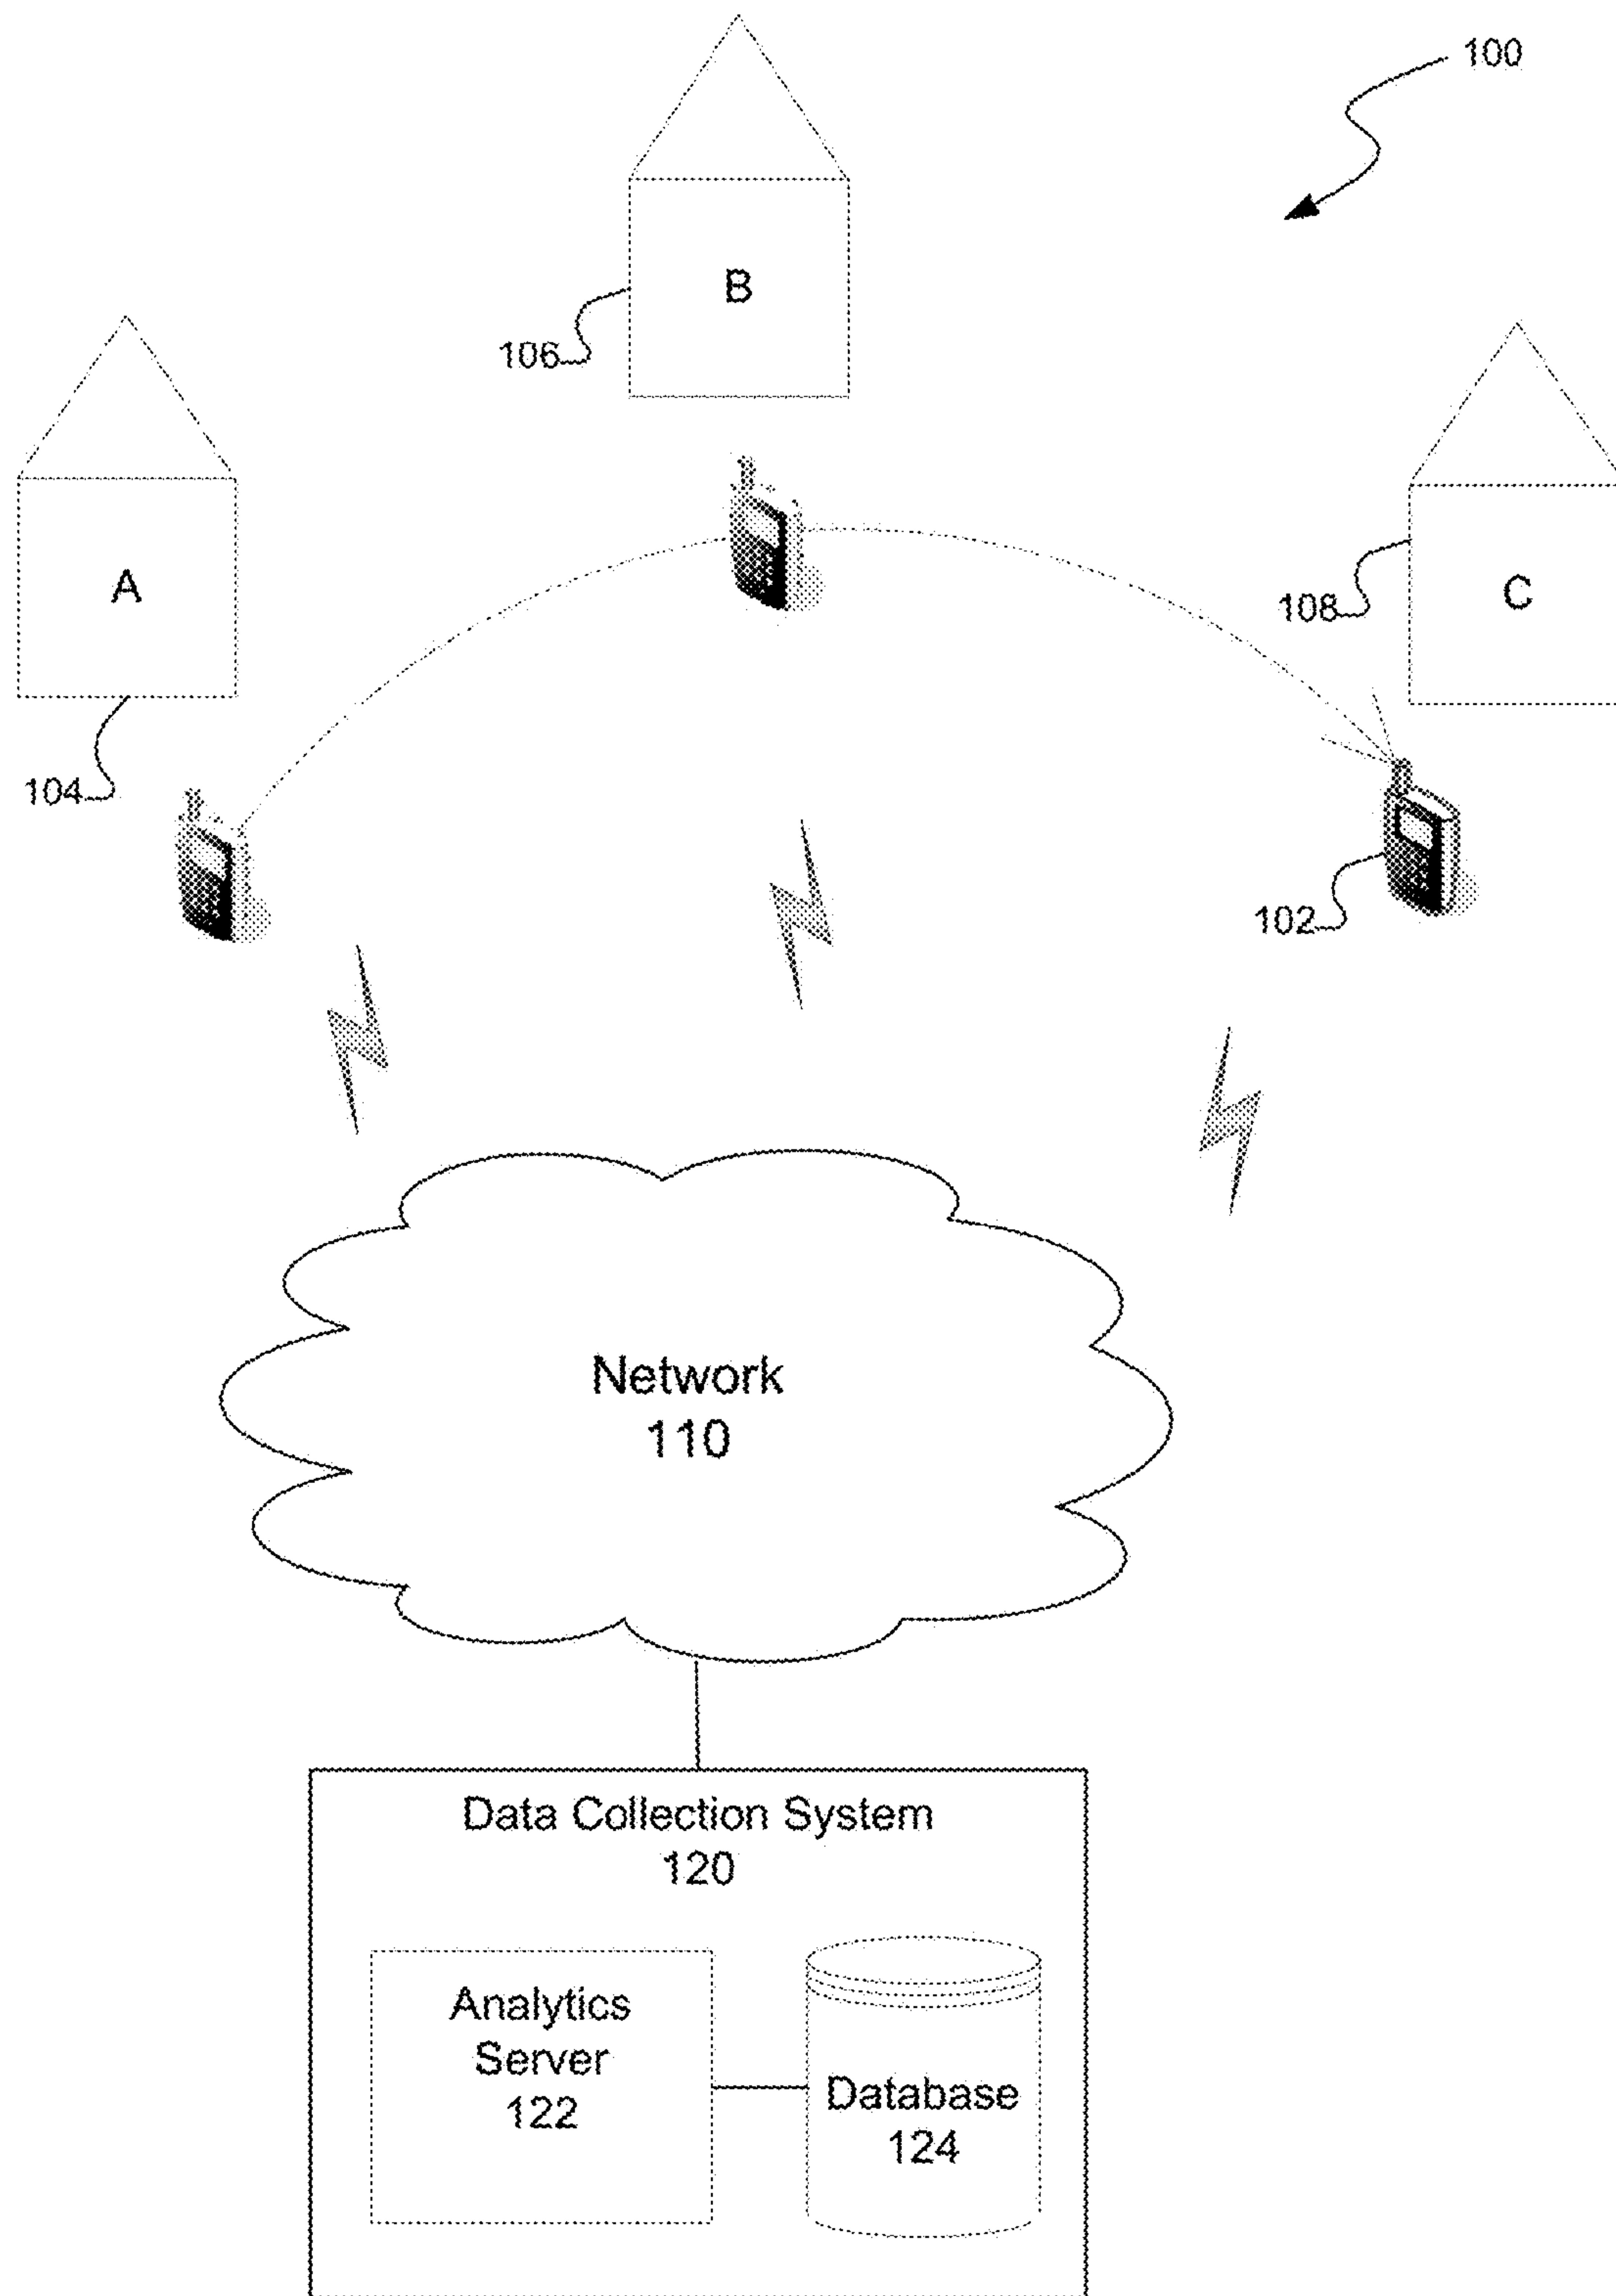 100
B
106
A
C
108
104
102
Network
110
Data Collection System
120
Analytics
Server
122
Database
124